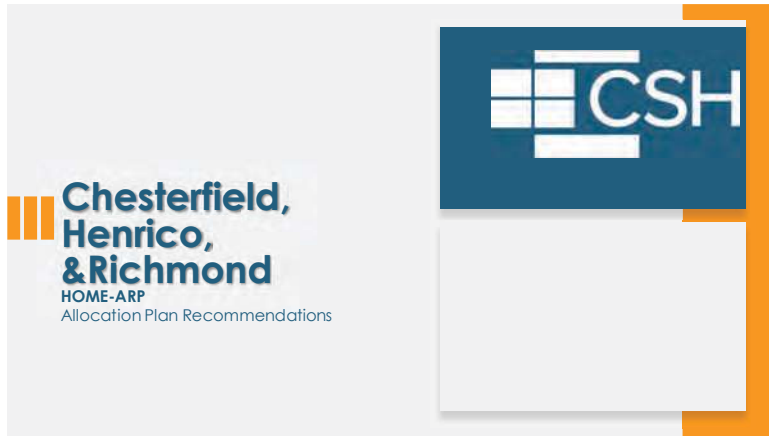 CSH
Chesterfield,
Henrico,
&Richmond
HOME-ARP
Allocation Plan Recommendations